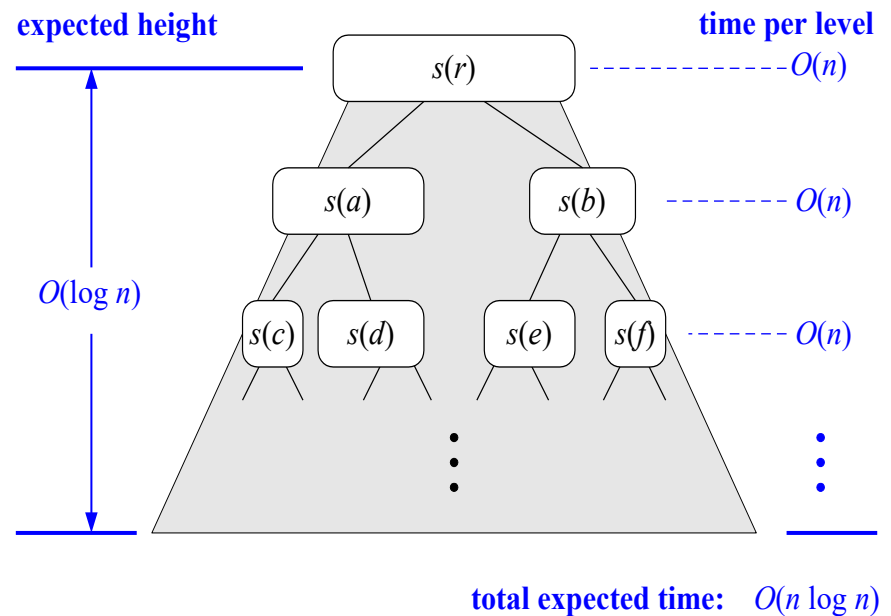 expected height
time per level
s(r)
O(n)
s(a)
s(b)
O(n)
O(log n)
s(c)
s(d)
s(e)
s(f)
O(n)
total expected time: O(n log n)